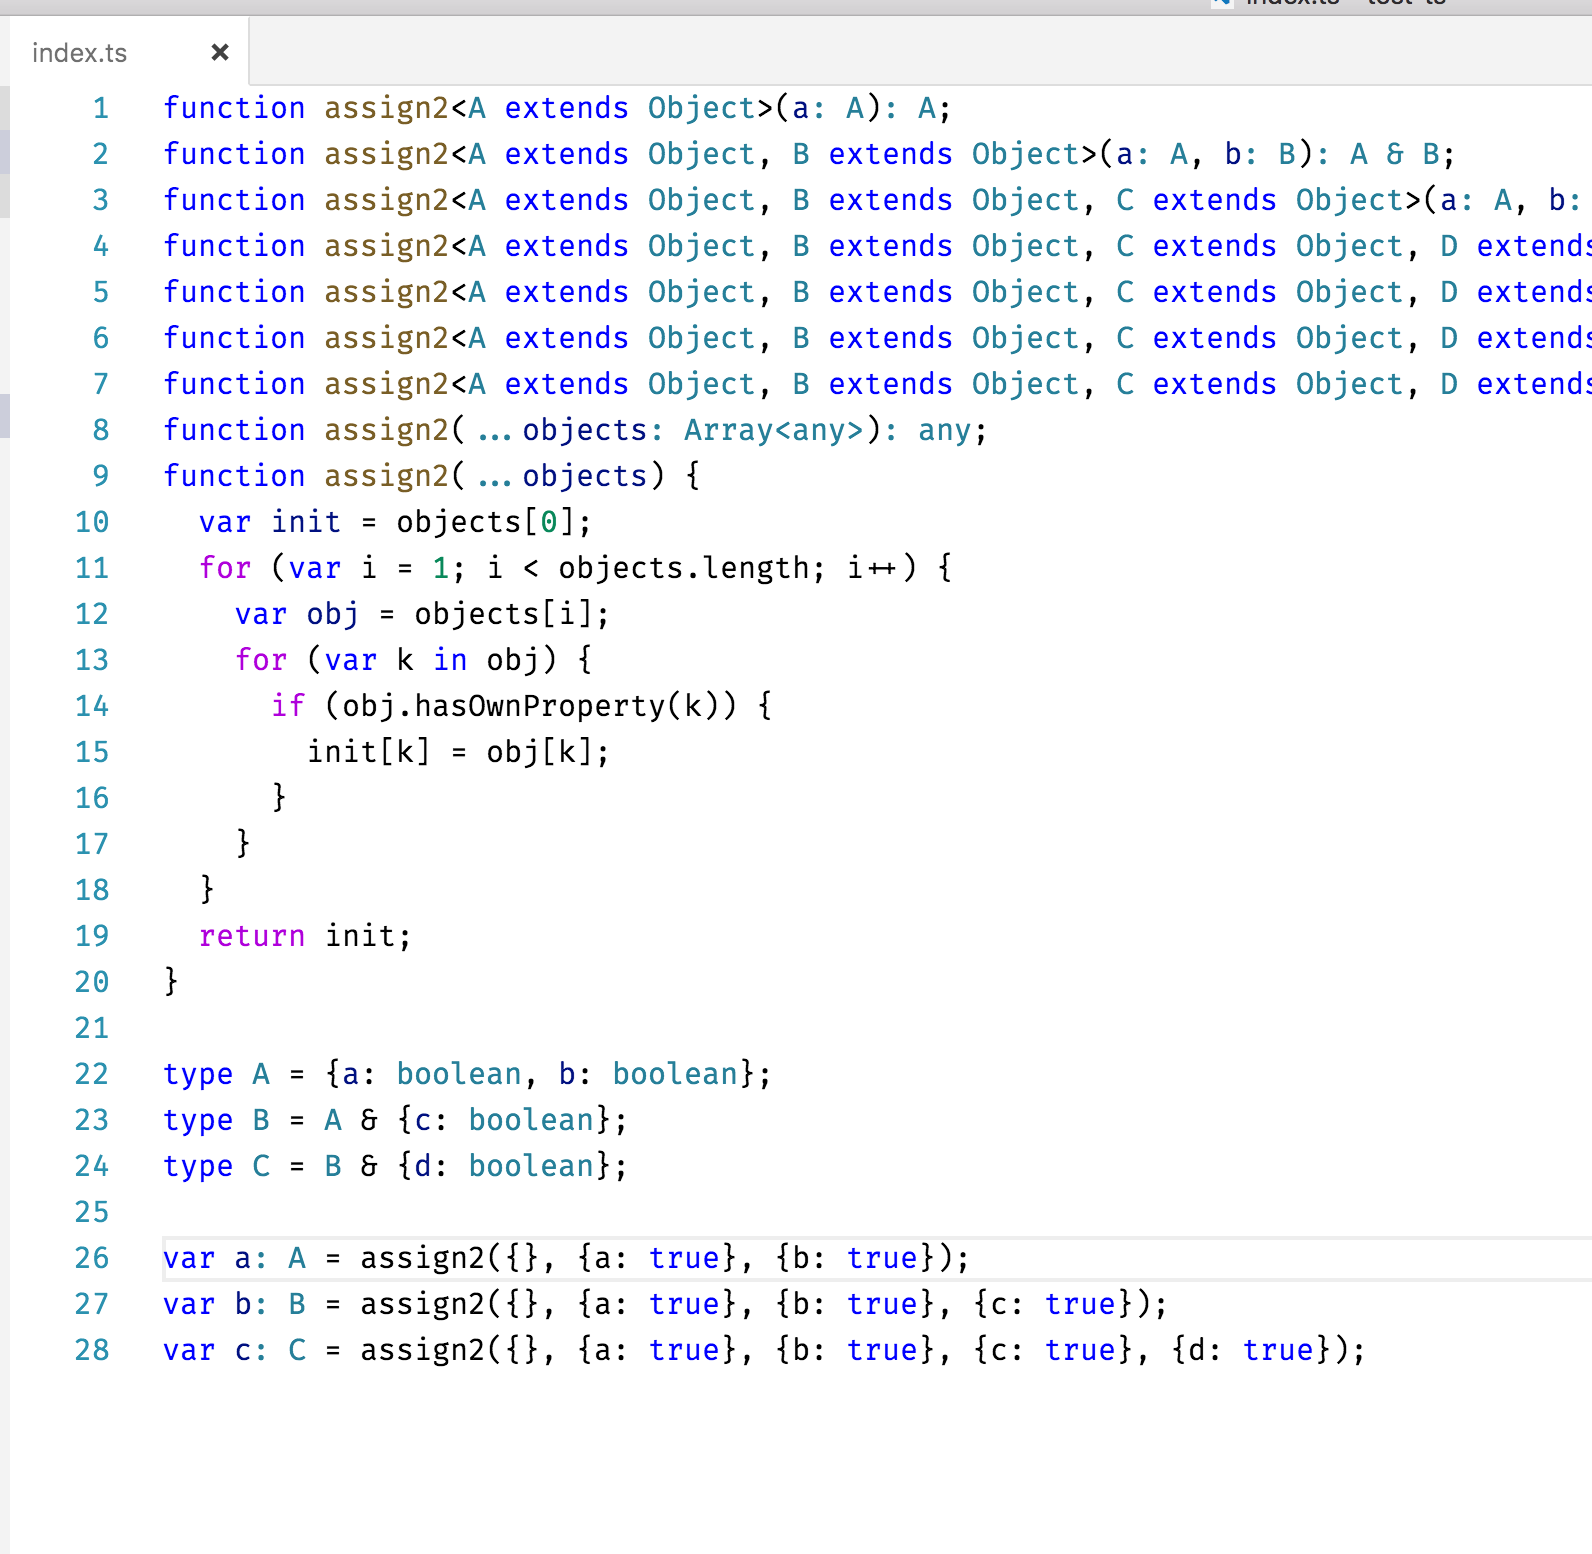 index.ts
1 function assign2<A extends Object>(a: A): A;
2 function assign2<A extends Object, B extends Object>(a: A, b: B): A & B;
3 function assign2<A extends Object, B extends Object, C extends Object>(a: A, b:
4 function assign2<A extends Object, B extends Object, C extends Object, D extends
5 function assign2<A extends Object, B extends Object, C extends Object, D extends
6 function assign2<A extends Object, B extends Object, C extends Object, D extends
7 function assign2<A extends Object, B extends Object, C extends Object, D extends
8 function assign2(...objects: Array<any>): any;
9 function assign2(...objects) {
10   var init = objects[0];
11   for (var i = 1; i < objects.length; i++) {
12     var obj = objects[i];
13     for (var k in obj) {
14       if (obj.hasOwnProperty(k)) {
15         init[k] = obj[k];
16       }
17     }
18   }
19   return init;
20 }
21
22 type A = {a: boolean, b: boolean};
23 type B = A & {c: boolean};
24 type C = B & {d: boolean};
25
26 var a: A = assign2({}, {a: true}, {b: true});
27 var b: B = assign2({}, {a: true}, {b: true}, {c: true});
28 var c: C = assign2({}, {a: true}, {b: true}, {c: true}, {d: true});